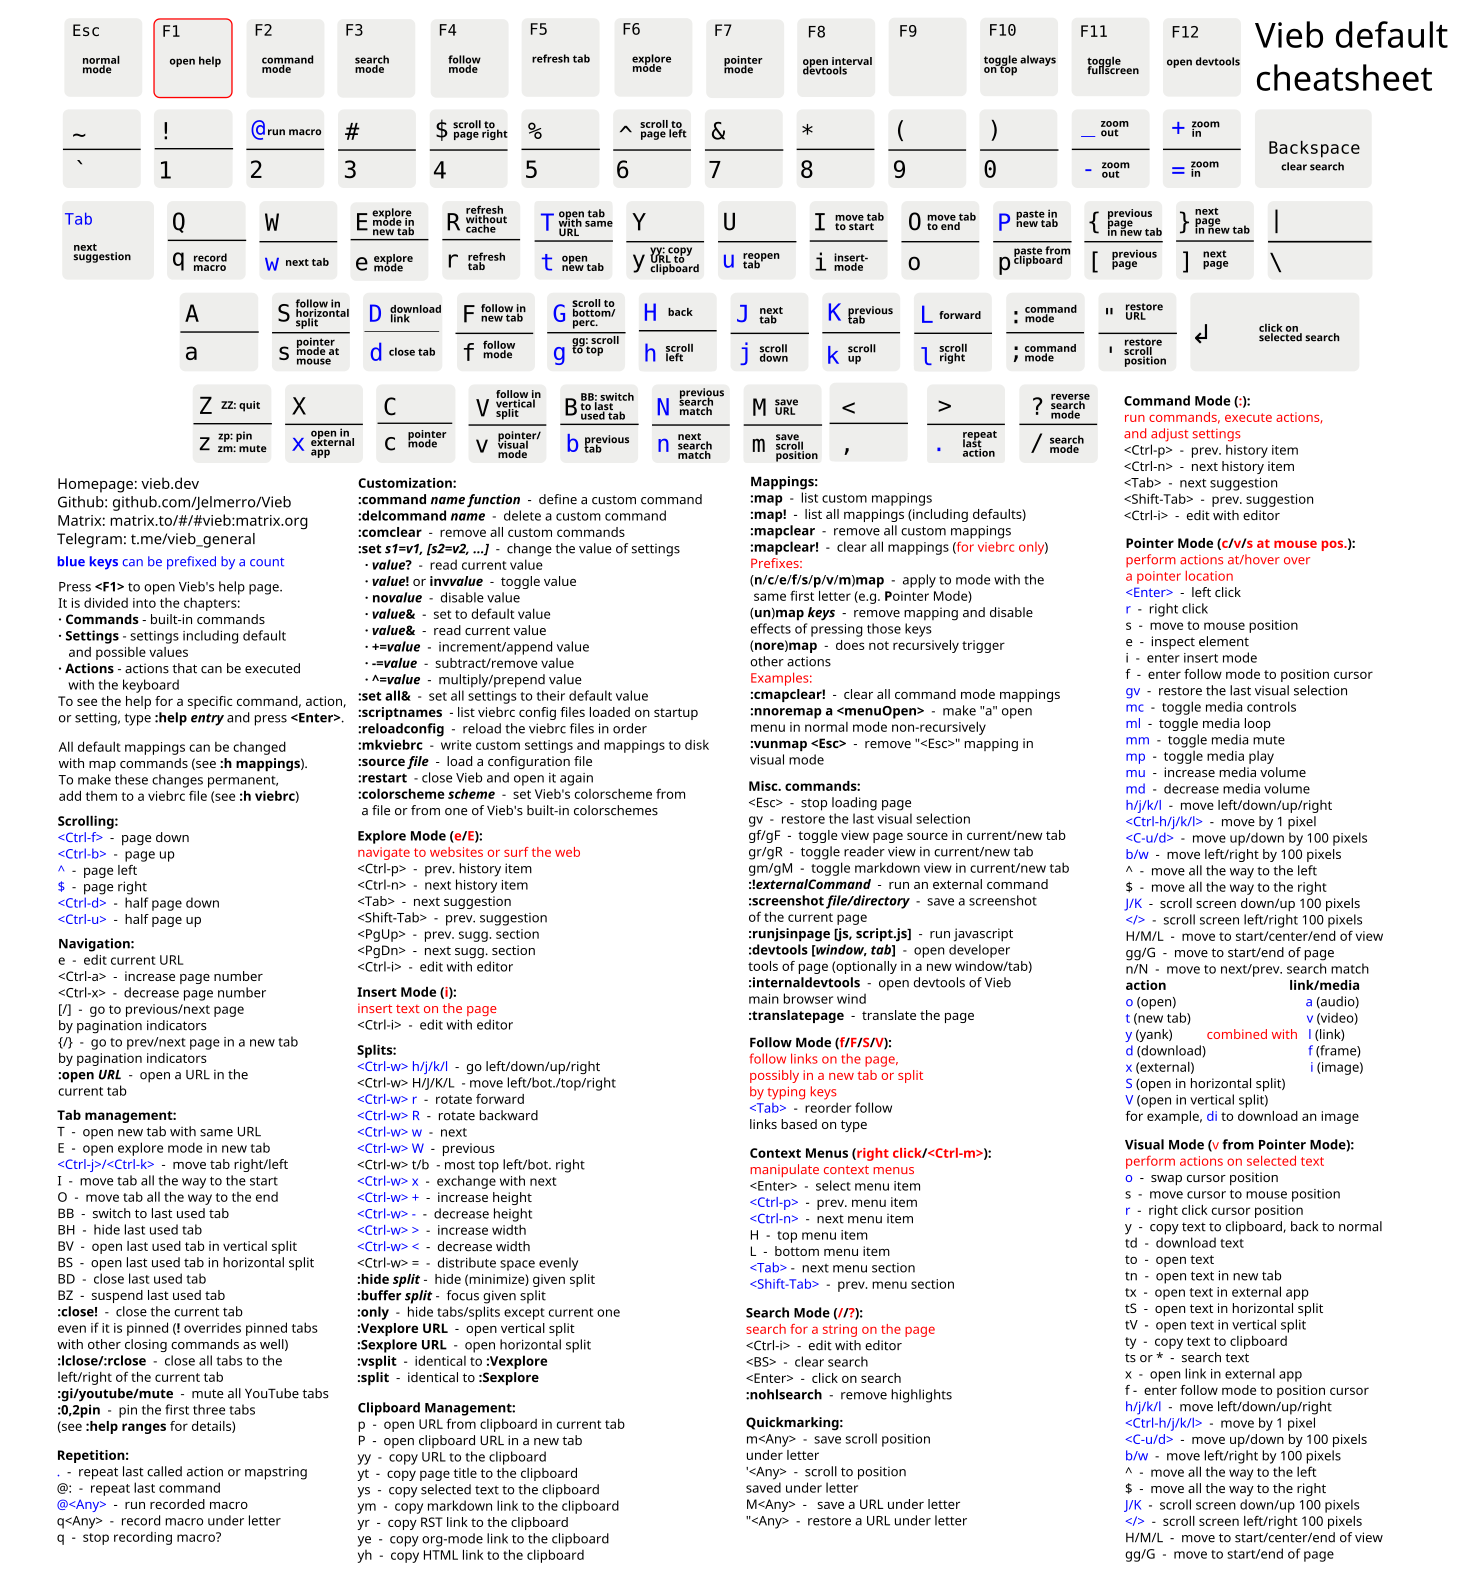 Vieb default
cheatsheet
Esc
normal
mode
F1
open help
F2
command
mode
F3
search
mode
F4
follow
mode
F5
refresh tab
F6
explore
mode
F7
pointer
mode
F8
open interval
devtools
F9
F10
toggle always
on top
F11
toggle
fullscreen
F12
open devtools
~
`
!
1
@ run macro
2
#
3
$ scroll to
page right
4
%
5
^ scroll to
page left
6
&
7
*
8
(
9
)
0
_ zoom
out
- zoom
out
+ zoom
in
= zoom
in
Backspace
clear search
Tab
next
suggestion
Q
q record
macro
W
w next tab
E explore
mode in
new tab
e explore
mode
R refresh
without
cache
r refresh
tab
T open tab
with same
URL
t open
new tab
Y
y yy: copy
URL to
clipboard
U
u reopen
tab
I move tab
to start
i insert-
mode
O move tab
to end
o
P paste in
new tab
p paste from
clipboard
{ previous
page
in new tab
[ previous
page
} next
page
in new tab
] next
page
|
\
A
a
S follow in
horizontal
split
s pointer
mode at
mouse
D download
link
d close tab
F follow in
new tab
f follow
mode
G Scroll to
bottom/
perc.
g gg: scroll
to top
H back
h scroll
left
J next
tab
j scroll
down
K previous
tab
k scroll
up
L forward
l scroll
right
: command
mode
; command
mode
" restore
URL
' restore
scroll
position
↲ click on
selected search
Z ZZ: quit
z zp: pin
zm: mute
X
x open in
external
app
C
c pointer
mode
V follow in
vertical
split
v pointer/
visual
mode
B BB: switch
to last
used tab
b previous
tab
N previous
search
match
n next
search
match
M save
URL
m save
scroll
position
<
,
>
. repeat
last
action
? reverse
search
mode
/ search
mode
Homepage: vieb.dev
Github: github.com/Jelmerro/Vieb
Matrix: matrix.to/#/#vieb:matrix.org
Telegram: t.me/vieb_general
blue keys can be prefixed by a count
Press <F1> to open Vieb's help page.
It is divided into the chapters:
· Commands - built-in commands
· Settings - settings including default
and possible values
· Actions - actions that can be executed
with the keyboard
To see the help for a specific command, action,
or setting, type :help entry and press <Enter>.
All default mappings can be changed
with map commands (see :h mappings).
To make these changes permanent,
add them to a viebrc file (see :h viebrc)
Scrolling:
<Ctrl-f> - page down
<Ctrl-b> - page up
^ - page left
$ - page right
<Ctrl-d> - half page down
<Ctrl-u> - half page up
Navigation:
e - edit current URL
<Ctrl-a> - increase page number
<Ctrl-x> - decrease page number
[/] - go to previous/next page
by pagination indicators
{/} - go to prev/next page in a new tab
by pagination indicators
:open URL - open a URL in the
current tab
Tab management:
T - open new tab with same URL
E - open explore mode in new tab
<Ctrl-j>/<Ctrl-k> - move tab right/left
I - move tab all the way to the start
O - move tab all the way to the end
BB - switch to last used tab
BH - hide last used tab
BV - open last used tab in vertical split
BS - open last used tab in horizontal split
BD - close last used tab
BZ - suspend last used tab
:close! - close the current tab
even if it is pinned (! overrides pinned tabs
with other closing commands as well)
:lclose/:rclose - close all tabs to the
left/right of the current tab
:gi/youtube/mute - mute all YouTube tabs
:0,2pin - pin the first three tabs
(see :help ranges for details)
Repetition:
. - repeat last called action or mapstring
@: - repeat last command
@<Any> - run recorded macro
q<Any> - record macro under letter
q - stop recording macro?
Customization:
:command name function - define a custom command
:delcommand name - delete a custom command
:comclear - remove all custom commands
:set s1=v1, [s2=v2, ...] - change the value of settings
· value? - read current value
· value! or invvalue - toggle value
· novalue - disable value
· value& - set to default value
· value& - read current value
· +=value - increment/append value
· -=value - subtract/remove value
· ^=value - multiply/prepend value
:set all& - set all settings to their default value
:scriptnames - list viebrc config files loaded on startup
:reloadconfig - reload the viebrc files in order
:mkviebrc - write custom settings and mappings to disk
:source file - load a configuration file
:restart - close Vieb and open it again
:colorscheme scheme - set Vieb's colorscheme from
a file or from one of Vieb's built-in colorschemes
Explore Mode (e/E):
navigate to websites or surf the web
<Ctrl-p> - prev. history item
<Ctrl-n> - next history item
<Tab> - next suggestion
<Shift-Tab> - prev. suggestion
<PgUp> - prev. sugg. section
<PgDn> - next sugg. section
<Ctrl-i> - edit with editor
Insert Mode (i):
insert text on the page
<Ctrl-i> - edit with editor
Splits:
<Ctrl-w> h/j/k/l - go left/down/up/right
<Ctrl-w> H/J/K/L - move left/bot./top/right
<Ctrl-w> r - rotate forward
<Ctrl-w> R - rotate backward
<Ctrl-w> w - next
<Ctrl-w> W - previous
<Ctrl-w> t/b - most top left/bot. right
<Ctrl-w> x - exchange with next
<Ctrl-w> + - increase height
<Ctrl-w> - - decrease height
<Ctrl-w> > - increase width
<Ctrl-w> < - decrease width
<Ctrl-w> = - distribute space evenly
:hide split - hide (minimize) given split
:buffer split - focus given split
:only - hide tabs/splits except current one
:Vexplore URL - open vertical split
:Sexplore URL - open horizontal split
:vsplit - identical to :Vexplore
:split - identical to :Sexplore
Clipboard Management:
p - open URL from clipboard in current tab
P - open clipboard URL in a new tab
yy - copy URL to the clipboard
yt - copy page title to the clipboard
ys - copy selected text to the clipboard
ym - copy markdown link to the clipboard
yr - copy RST link to the clipboard
ye - copy org-mode link to the clipboard
yh - copy HTML link to the clipboard
Mappings:
:map - list custom mappings
:map! - list all mappings (including defaults)
:mapclear - remove all custom mappings
:mapclear! - clear all mappings (for viebrc only)
Prefixes:
(n/c/e/f/s/p/v/m)map - apply to mode with the
same first letter (e.g. Pointer Mode)
(un)map keys - remove mapping and disable
effects of pressing those keys
(nore)map - does not recursively trigger
other actions
Examples:
:cmapclear! - clear all command mode mappings
:nnoremap a <menuOpen> - make "a" open
menu in normal mode non-recursively
:vunmap <Esc> - remove "<Esc>" mapping in
visual mode
Misc. commands:
<Esc> - stop loading page
gv - restore the last visual selection
gf/gF - toggle view page source in current/new tab
gr/gR - toggle reader view in current/new tab
gm/gM - toggle markdown view in current/new tab
:!externalCommand - run an external command
:screenshot file/directory - save a screenshot
of the current page
:runjsinpage [js, script.js] - run javascript
:devtools [window, tab] - open developer
tools of page (optionally in a new window/tab)
:internaldevtools - open devtools of Vieb
main browser wind
:translatepage - translate the page
Follow Mode (f/F/S/V):
follow links on the page,
possibly in a new tab or split
by typing keys
<Tab> - reorder follow
links based on type
Context Menus (right click/<Ctrl-m>):
manipulate context menus
<Enter> - select menu item
<Ctrl-p> - prev. menu item
<Ctrl-n> - next menu item
H - top menu item
L - bottom menu item
<Tab> - next menu section
<Shift-Tab> - prev. menu section
Search Mode (//?):
search for a string on the page
<Ctrl-i> - edit with editor
<BS> - clear search
<Enter> - click on search
:nohlsearch - remove highlights
Quickmarking:
m<Any> - save scroll position
under letter
'<Any> - scroll to position
saved under letter
M<Any> - save a URL under letter
"<Any> - restore a URL under letter
Command Mode (:):
run commands, execute actions,
and adjust settings
<Ctrl-p> - prev. history item
<Ctrl-n> - next history item
<Tab> - next suggestion
<Shift-Tab> - prev. suggestion
<Ctrl-i> - edit with editor
Pointer Mode (c/v/s at mouse pos.):
perform actions at/hover over
a pointer location
<Enter> - left click
r - right click
s - move to mouse position
e - inspect element
i - enter insert mode
f - enter follow mode to position cursor
gv - restore the last visual selection
mc - toggle media controls
ml - toggle media loop
mm - toggle media mute
mp - toggle media play
mu - increase media volume
md - decrease media volume
h/j/k/l - move left/down/up/right
<Ctrl-h/j/k/l> - move by 1 pixel
<C-u/d> - move up/down by 100 pixels
b/w - move left/right by 100 pixels
^ - move all the way to the left
$ - move all the way to the right
J/K - scroll screen down/up 100 pixels
</> - scroll screen left/right 100 pixels
H/M/L - move to start/center/end of view
gg/G - move to start/end of page
n/N - move to next/prev. search match
action link/media
o (open) a (audio)
t (new tab) v (video)
y (yank) combined with l (link)
d (download) f (frame)
x (external) i (image)
S (open in horizontal split)
V (open in vertical split)
for example, di to download an image
Visual Mode (v from Pointer Mode):
perform actions on selected text
o - swap cursor position
s - move cursor to mouse position
r - right click cursor position
y - copy text to clipboard, back to normal
td - download text
to - open text
tn - open text in new tab
tx - open text in external app
tS - open text in horizontal split
tV - open text in vertical split
ty - copy text to clipboard
ts or * - search text
x - open link in external app
f - enter follow mode to position cursor
h/j/k/l - move left/down/up/right
<Ctrl-h/j/k/l> - move by 1 pixel
<C-u/d> - move up/down by 100 pixels
b/w - move left/right by 100 pixels
^ - move all the way to the left
$ - move all the way to the right
J/K - scroll screen down/up 100 pixels
</> - scroll screen left/right 100 pixels
H/M/L - move to start/center/end of view
gg/G - move to start/end of page